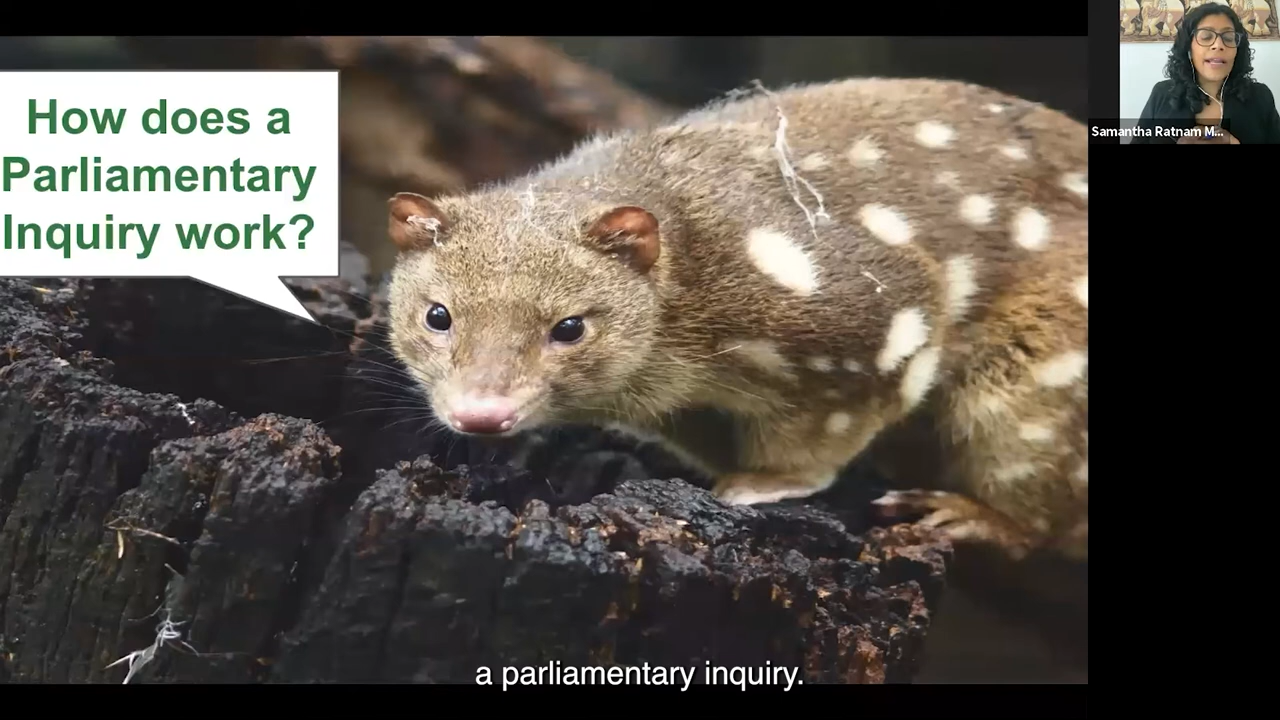 How does a
Parliamentary
Inquiry work?
Samantha Ratnam M...
a parliamentary inquiry.